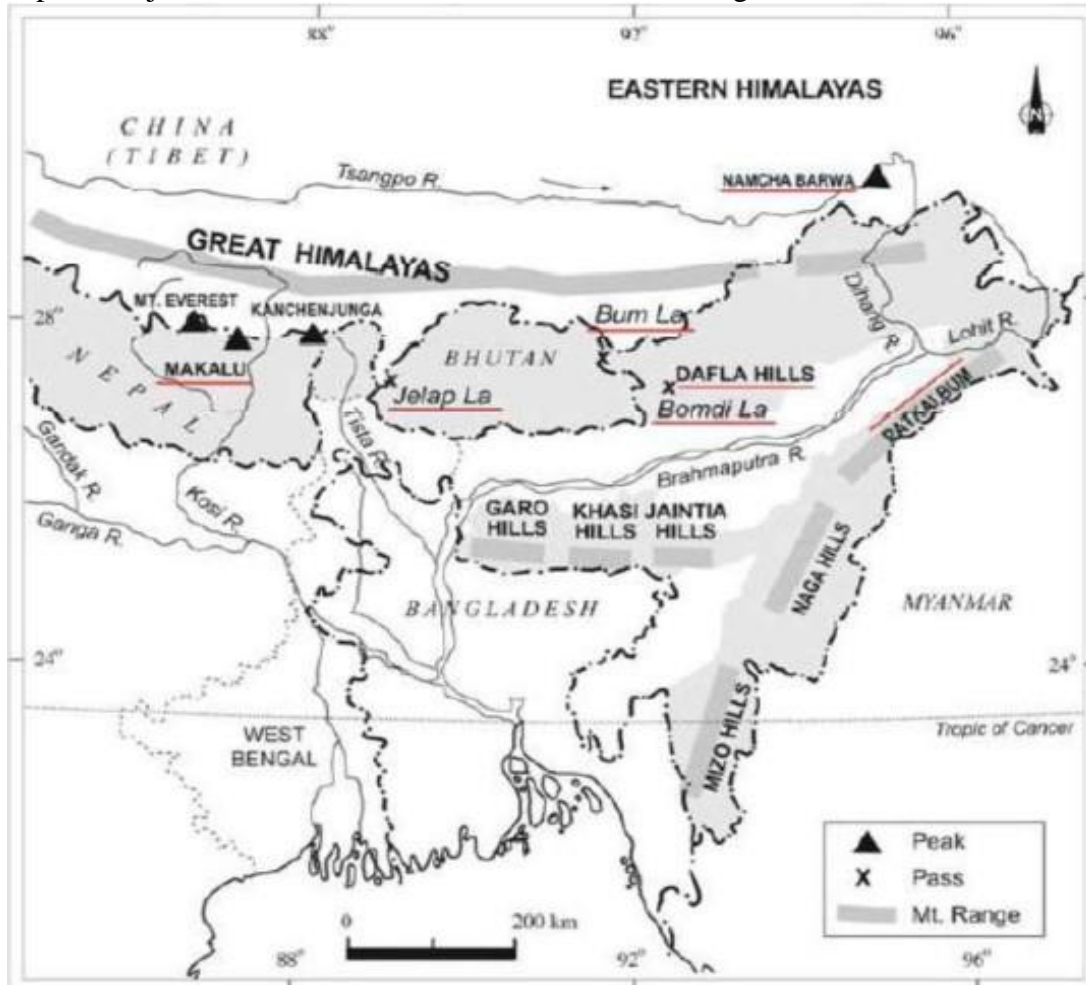 88°
92°
96°
EASTERN HIMALAYAS
N
CHINA
(TIBET)
Tsangpo R.
NAMCHA BARWA
GREAT HIMALAYAS
MT. EVEREST
KANCHENJUNGA
28°
Bum La
Dihang R.
Lohit R.
NEPAL
MAKALU
BHUTAN
DAFLA HILLS
Jelap La
Bomdi La
PATKAI BUM
Tista R.
Brahmaputra R.
Gandak R.
Kosi R.
Ganga R.
GARO
HILLS
KHASI
HILLS
JAINTIA
HILLS
NAGA HILLS
BANGLADESH
MYANMAR
24°
24°
MIZO HILLS
WEST
BENGAL
Tropic of Cancer
Peak
X Pass
Mt. Range
0
200 km
88°
92°
96°